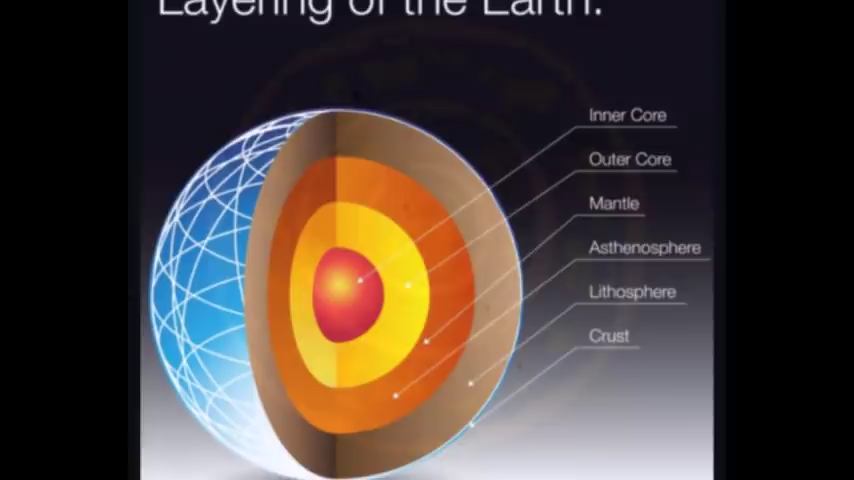 Layering of the Earth.
Inner Core
Outer Core
Mantle
Asthenosphere
Lithosphere
Crust